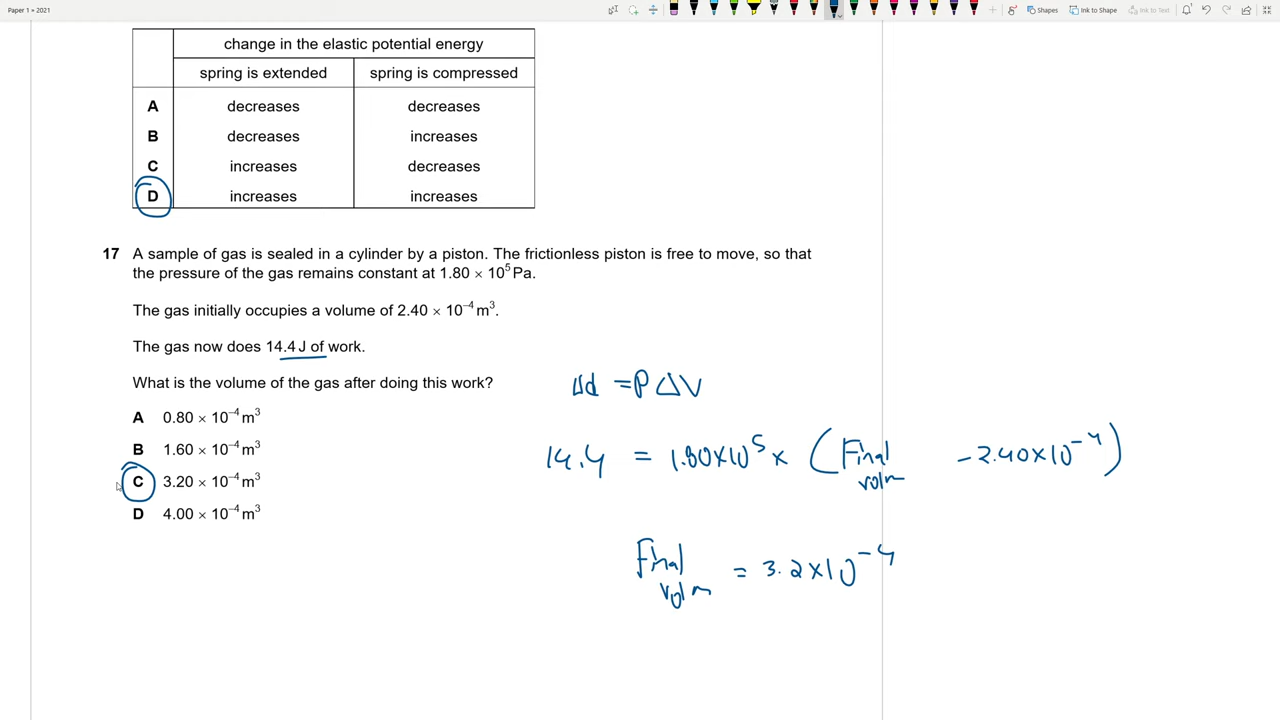 Paper 1 » 2021
Shapes
Ink to Shape
Ink to Text
change in the elastic potential energy
spring is extended spring is compressed
A decreases decreases
B decreases increases
C increases decreases
D increases increases
17 A sample of gas is sealed in a cylinder by a piston. The frictionless piston is free to move, so that
the pressure of the gas remains constant at 1.80 × 10⁵ Pa.
The gas initially occupies a volume of 2.40 × 10⁻⁴ m³.
The gas now does 14.4 J of work.
What is the volume of the gas after doing this work?
A 0.80 × 10⁻⁴ m³
B 1.60 × 10⁻⁴ m³
C 3.20 × 10⁻⁴ m³
D 4.00 × 10⁻⁴ m³
= P Δ V
14.4 = 1.80×10⁵ × (Final volm - 2.40×10⁻⁴)
Final volm = 3.2×10⁻⁴